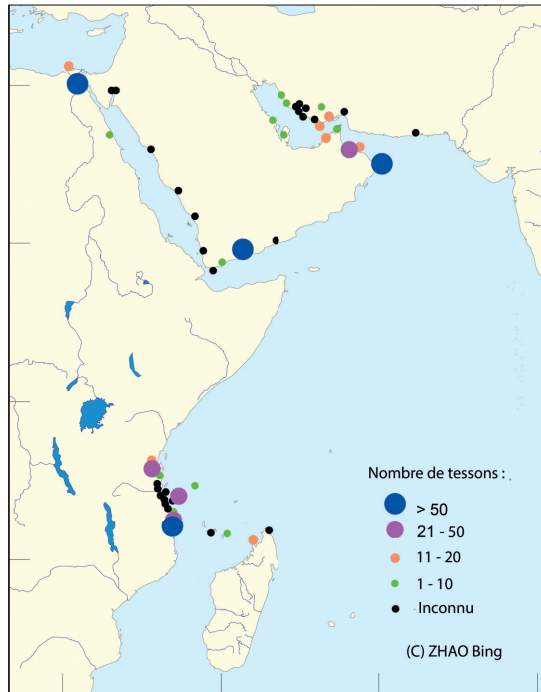 Nombre de tessons :
> 50
21 - 50
11 - 20
1 - 10
Inconnu
(C) ZHAO Bing